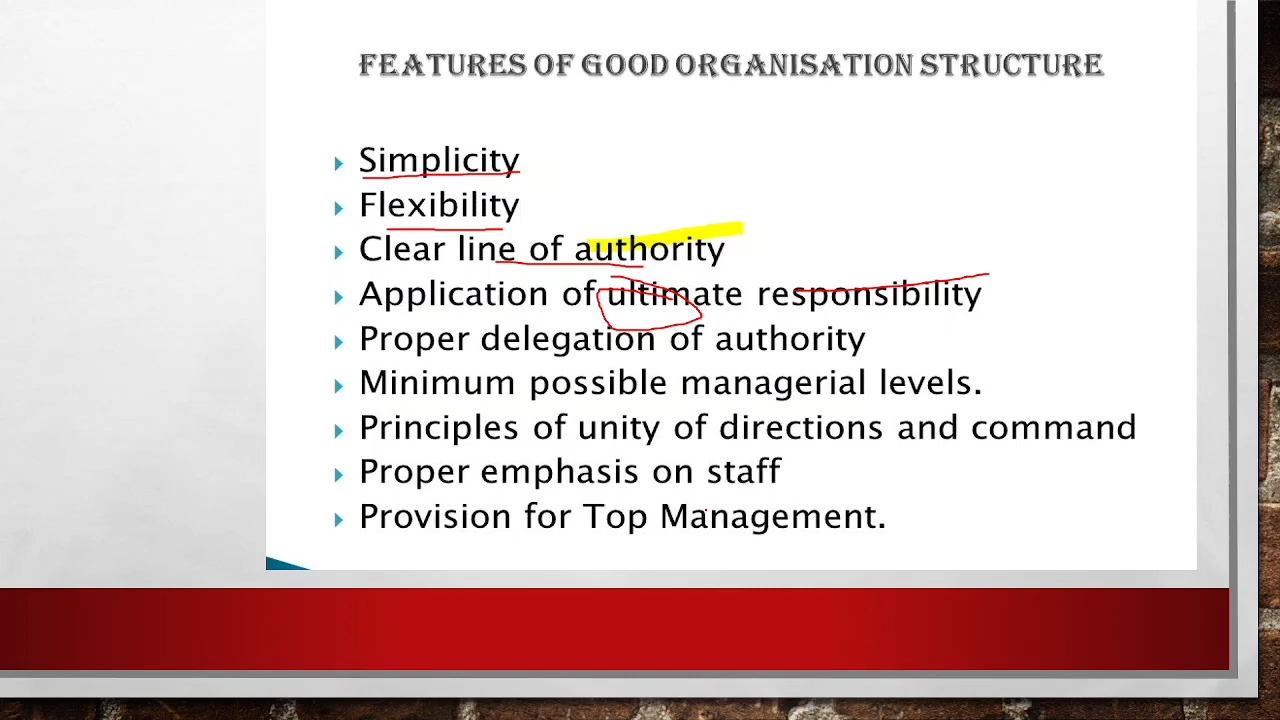 FEATURES OF GOOD ORGANISATION STRUCTURE
Simplicity
Flexibility
Clear line of authority
Application of ultimate responsibility
Proper delegation of authority
Minimum possible managerial levels.
Principles of unity of directions and command
Proper emphasis on staff
Provision for Top Management.